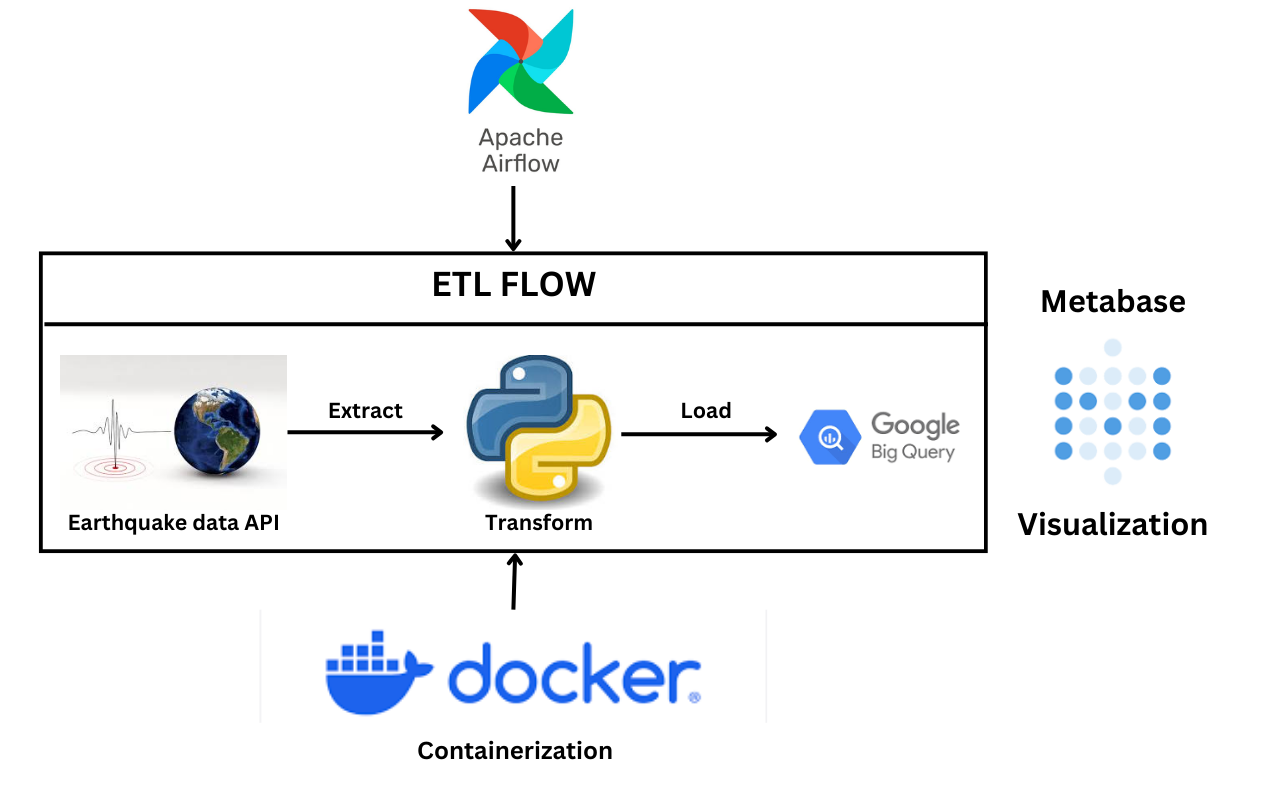 Apache
Airflow
ETL FLOW
Metabase
Extract
Load
Google
Big Query
Earthquake data API
Transform
Visualization
docker®
Containerization